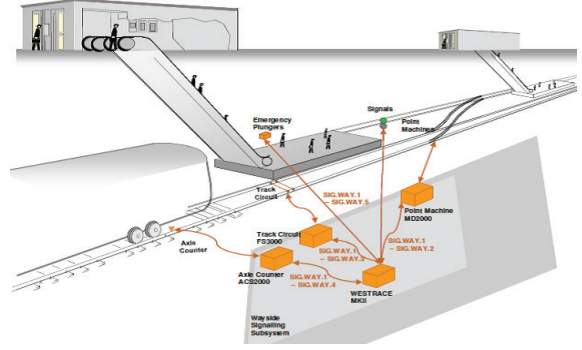 Emergency
Plungers
Signals
Point
Machines
Track
Circuit
SIG.WAY.1
– SIG.WAY.5
Point Machine
MD2000
Axle
Counter
Track Circuit
FS3000
SIG.WAY.1
– SIG.WAY.2
SIG.WAY.1
– SIG.WAY.3
Axle Counter
ACS2000
SIG.WAY.1
– SIG.WAY.4
WESTRACE
MKII
Wayside
Signalling
Subsystem